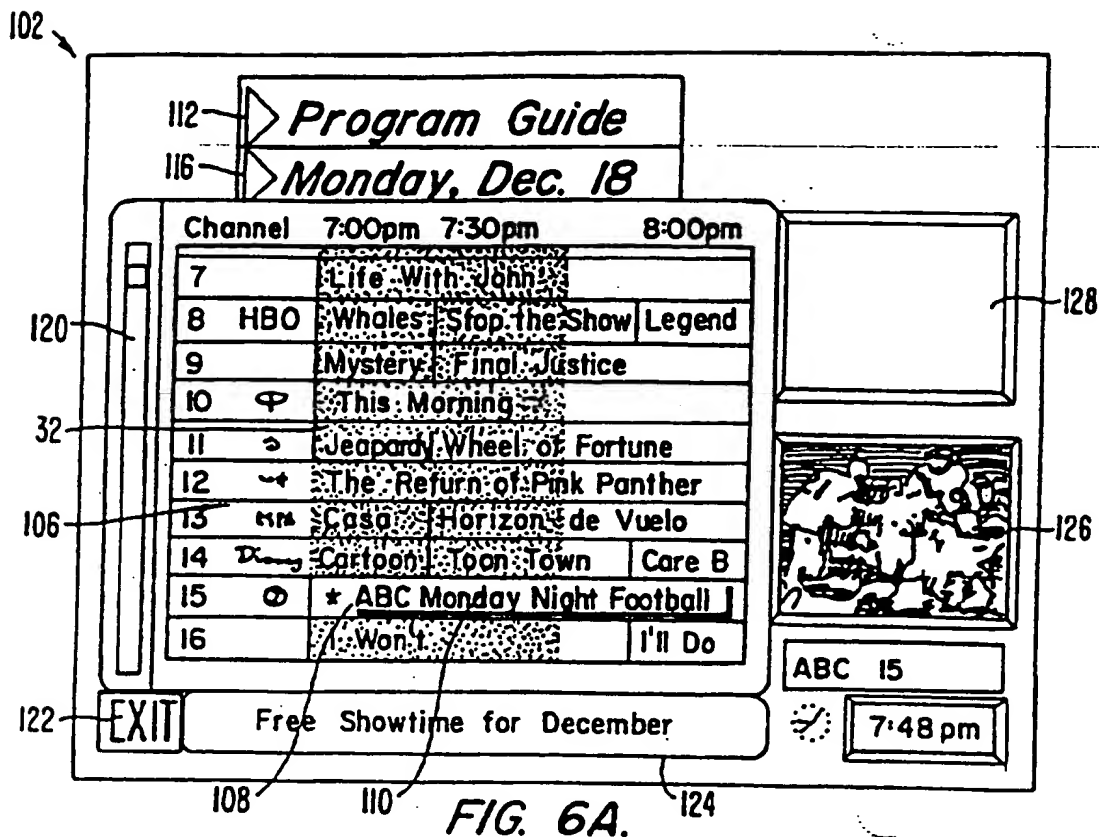 102
112
Program Guide
116
Monday, Dec. 18
Channel 7:00pm 7:30pm 8:00pm
7 Life With John
120
8 HBO Whales Stop the Show Legend
128
9 Mystery Final Justice
10 This Morning
32
11 Jeapardy Wheel of Fortune
12 The Return of Pink Panther
106
13 Casa Horizon de Vuelo
126
14 Disney Cartoon Toon Town Care B
15 * ABC Monday Night Football
16 I Won't I'll Do
ABC 15
122
EXIT Free Showtime for December
7:48 pm
108 110 124
FIG. 6A.